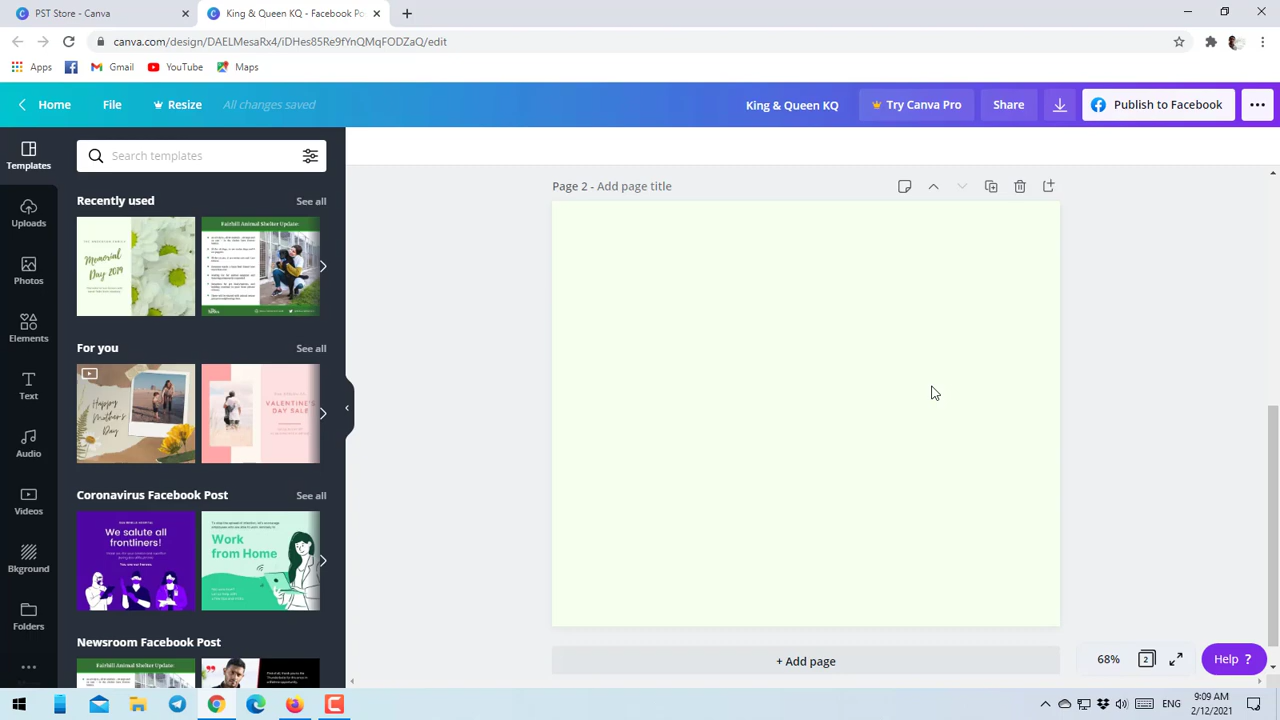 PST Store - Canva
King & Queen KQ - Facebook Po
canva.com/design/DAELMesaRx4/iDHes85Re9fYnQMqFODZaQ/edit
Apps
Gmail
YouTube
Maps
Home
File
Resize
All changes saved
King & Queen KQ
Try Canva Pro
Share
Publish to Facebook
Templates
Uploads
Photos
Elements
Text
Audio
Videos
Bkground
Folders
Search templates
Recently used
See all
Memorial
Day 20
Fairhill Animal Shelter Update:
For you
See all
Happy
Mother's
Day
VALENTINE'S
DAY SALE
Coronavirus Facebook Post
See all
We salute all
frontliners!
Work
from Home
Newsroom Facebook Post
Fairhill Animal Shelter Update:
Page 2 - Add page title
+ Add page
68%
Help ?
ENG
9:09 AM
2/12/2021